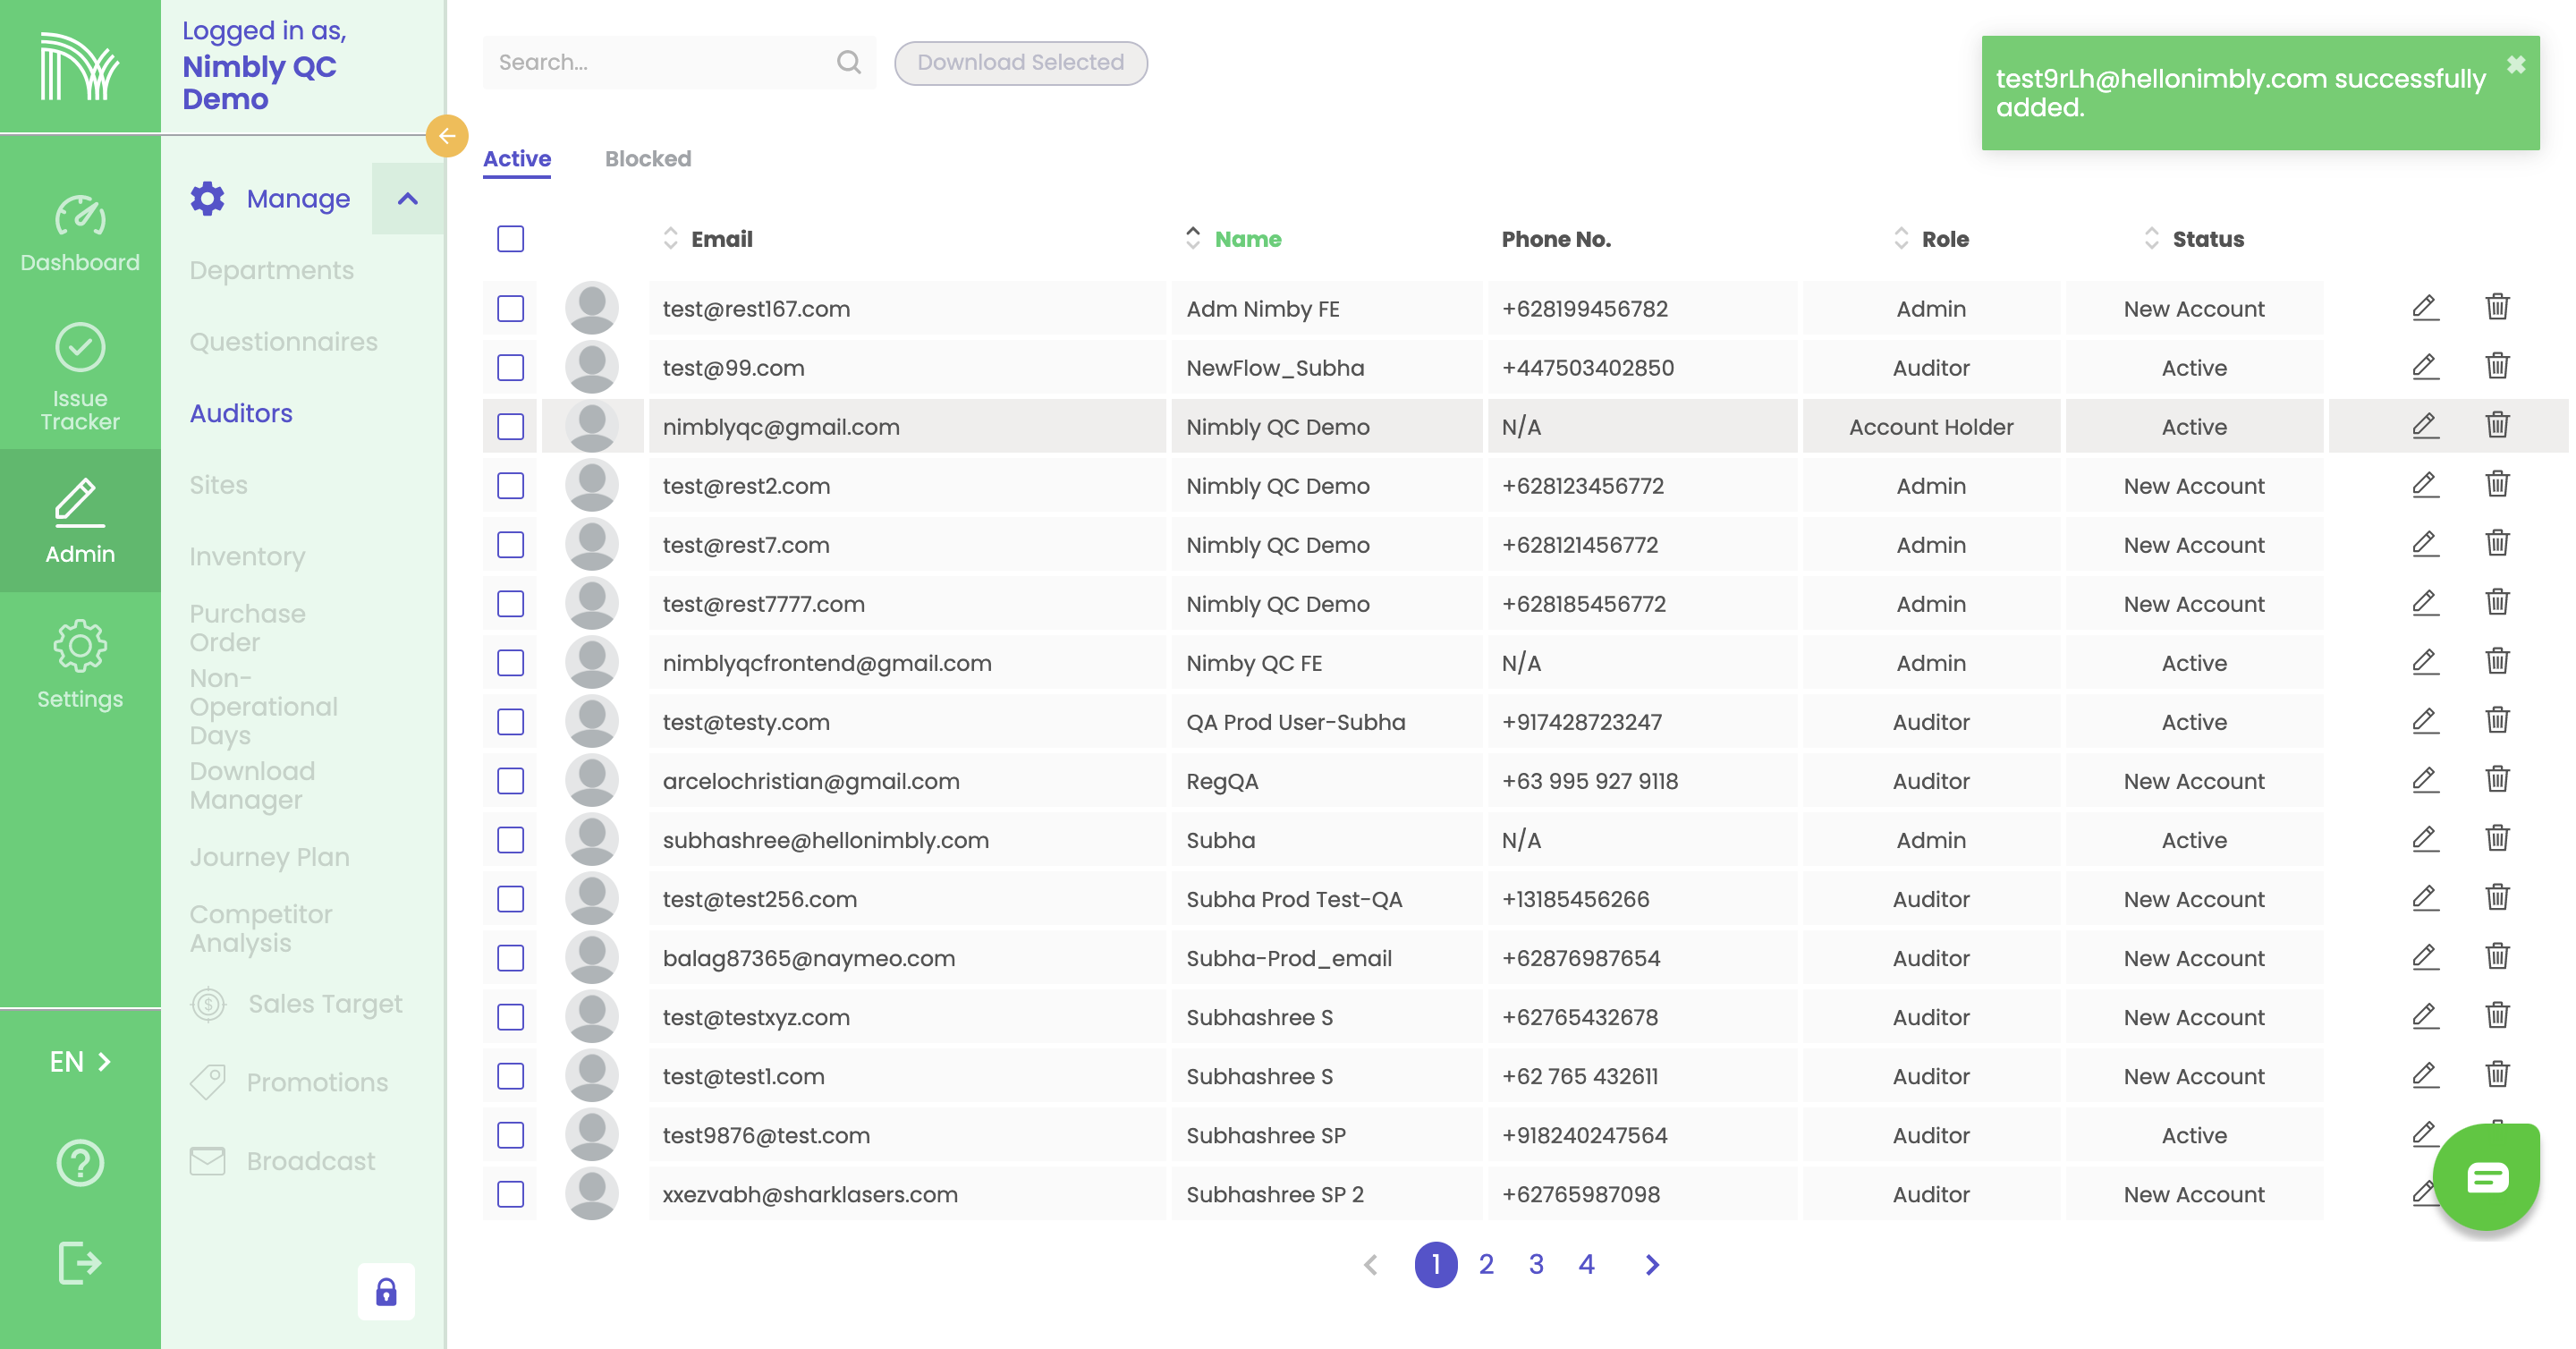 Logged in as,
Nimbly QC
Demo
Search...
Download Selected
test9rLh@hellonimbly.com successfully
added.
Dashboard
Issue
Tracker
Admin
Settings
EN
Manage
Departments
Questionnaires
Auditors
Sites
Inventory
Purchase
Order
Non-
Operational
Days
Download
Manager
Journey Plan
Competitor
Analysis
Sales Target
Promotions
Broadcast
Active Blocked
Email Name Phone No. Role Status
test@rest167.com Adm Nimby FE +628199456782 Admin New Account
test@99.com NewFlow_Subha +447503402850 Auditor Active
nimblyqc@gmail.com Nimbly QC Demo N/A Account Holder Active
test@rest2.com Nimbly QC Demo +628123456772 Admin New Account
test@rest7.com Nimbly QC Demo +628121456772 Admin New Account
test@rest7777.com Nimbly QC Demo +628185456772 Admin New Account
nimblyqcfrontend@gmail.com Nimby QC FE N/A Admin Active
test@testy.com QA Prod User-Subha +917428723247 Auditor Active
arcelochristian@gmail.com RegQA +63 995 927 9118 Auditor New Account
subhashree@hellonimbly.com Subha N/A Admin Active
test@test256.com Subha Prod Test-QA +13185456266 Auditor New Account
balag87365@naymeo.com Subha-Prod_email +62876987654 Auditor New Account
test@testxyz.com Subhashree S +62765432678 Auditor New Account
test@test1.com Subhashree S +62 765 432611 Auditor New Account
test9876@test.com Subhashree SP +918240247564 Auditor Active
xxezvabh@sharklasers.com Subhashree SP 2 +62765987098 Auditor New Account
1 2 3 4